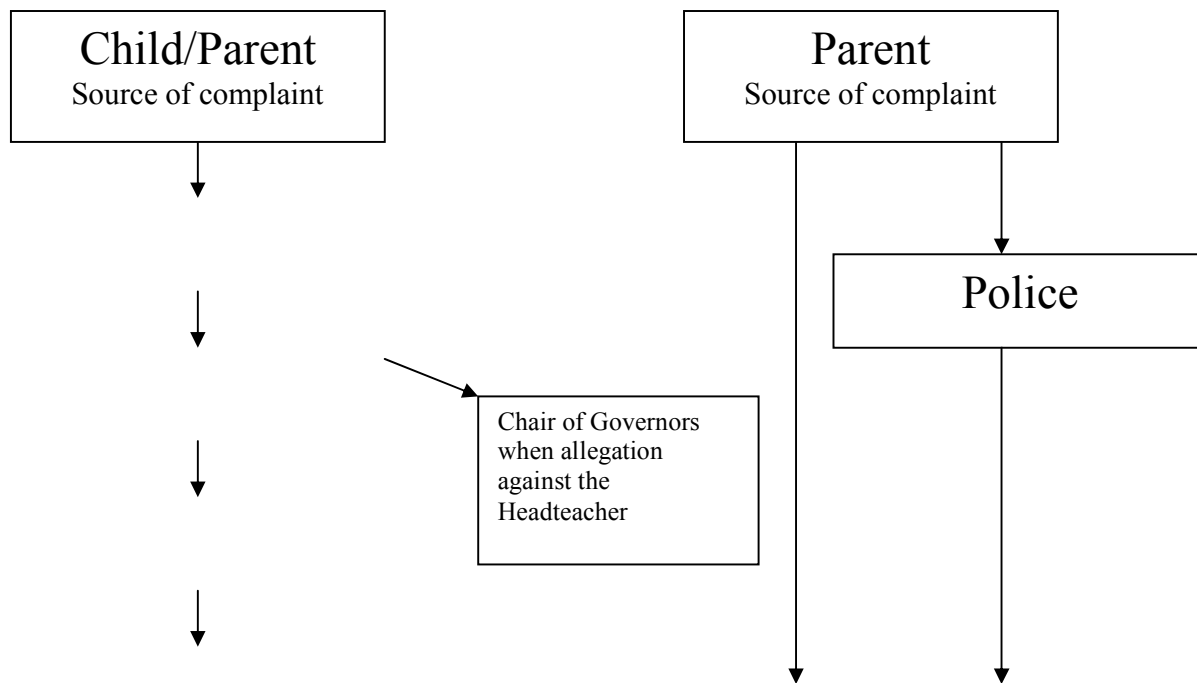 Child/Parent
Source of complaint
Parent
Source of complaint
Police
Chair of Governors
when allegation
against the
Headteacher